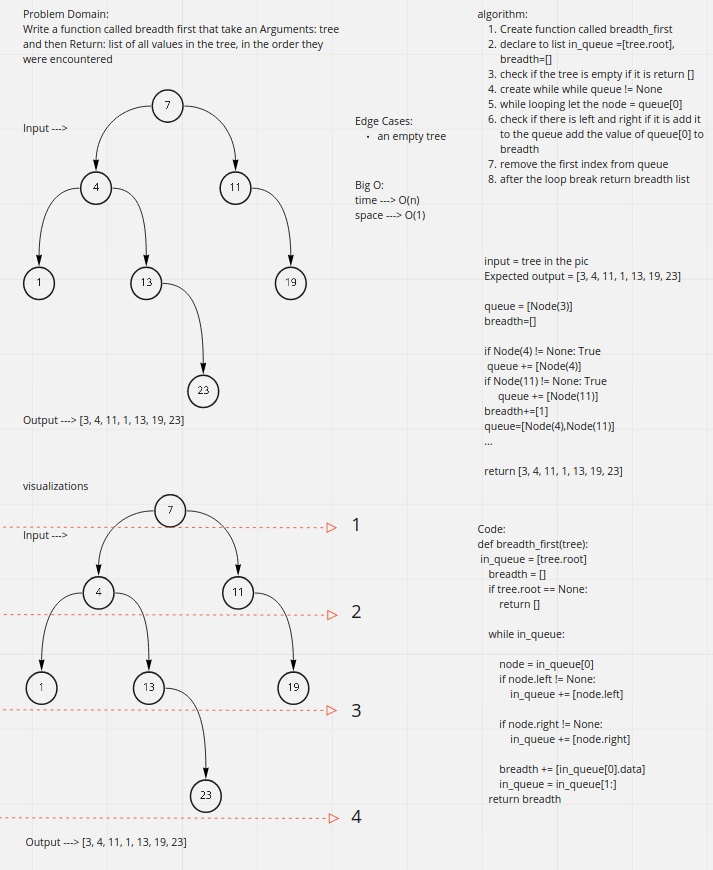 Problem Domain:
Write a function called breadth first that take an Arguments: tree
and then Return: list of all values in the tree, in the order they
were encountered
7
Input --->
4
11
1
13
19
23
Output ---> [3, 4, 11, 1, 13, 19, 23]
Edge Cases:
• an empty tree
Big O:
time ---> O(n)
space ---> O(1)
visualizations
7
1
Input --->
4
11
2
1
13
19
3
23
4
Output ---> [3, 4, 11, 1, 13, 19, 23]
algorithm:
1. Create function called breadth_first
2. declare to list in_queue =[tree.root],
breadth=[]
3. check if the tree is empty if it is return []
4. create while while queue != None
5. while looping let the node = queue[0]
6. check if there is left and right if it is add it
to the queue add the value of queue[0] to
breadth
7. remove the first index from queue
8. after the loop break return breadth list
input = tree in the pic
Expected output = [3, 4, 11, 1, 13, 19, 23]
queue = [Node(3)]
breadth=[]
if Node(4) != None: True
queue += [Node(4)]
if Node(11) != None: True
queue += [Node(11)]
breadth+=[1]
queue=[Node(4),Node(11)]
...
return [3, 4, 11, 1, 13, 19, 23]
Code:
def breadth_first(tree):
in_queue = [tree.root]
breadth = []
if tree.root == None:
return []
while in_queue:
node = in_queue[0]
if node.left != None:
in_queue += [node.left]
if node.right != None:
in_queue += [node.right]
breadth += [in_queue[0].data]
in_queue = in_queue[1:]
return breadth